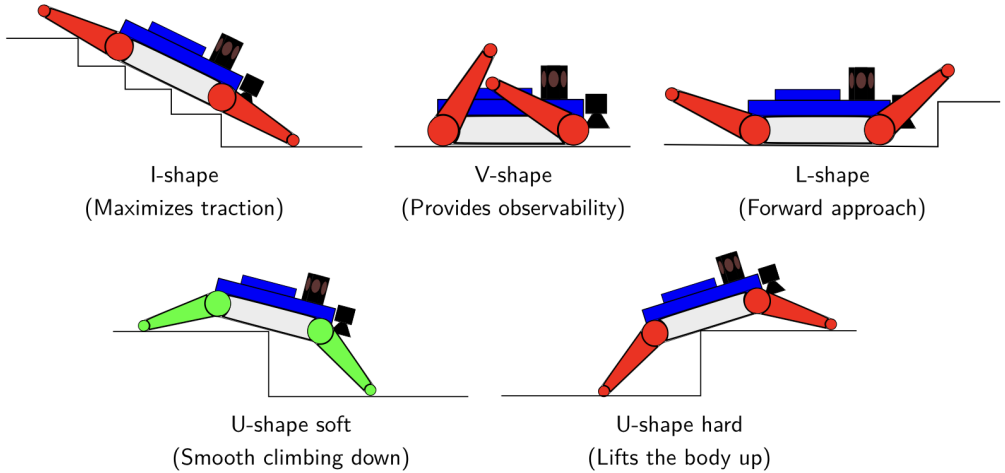 I-shape
(Maximizes traction)
V-shape
(Provides observability)
L-shape
(Forward approach)
U-shape soft
(Smooth climbing down)
U-shape hard
(Lifts the body up)